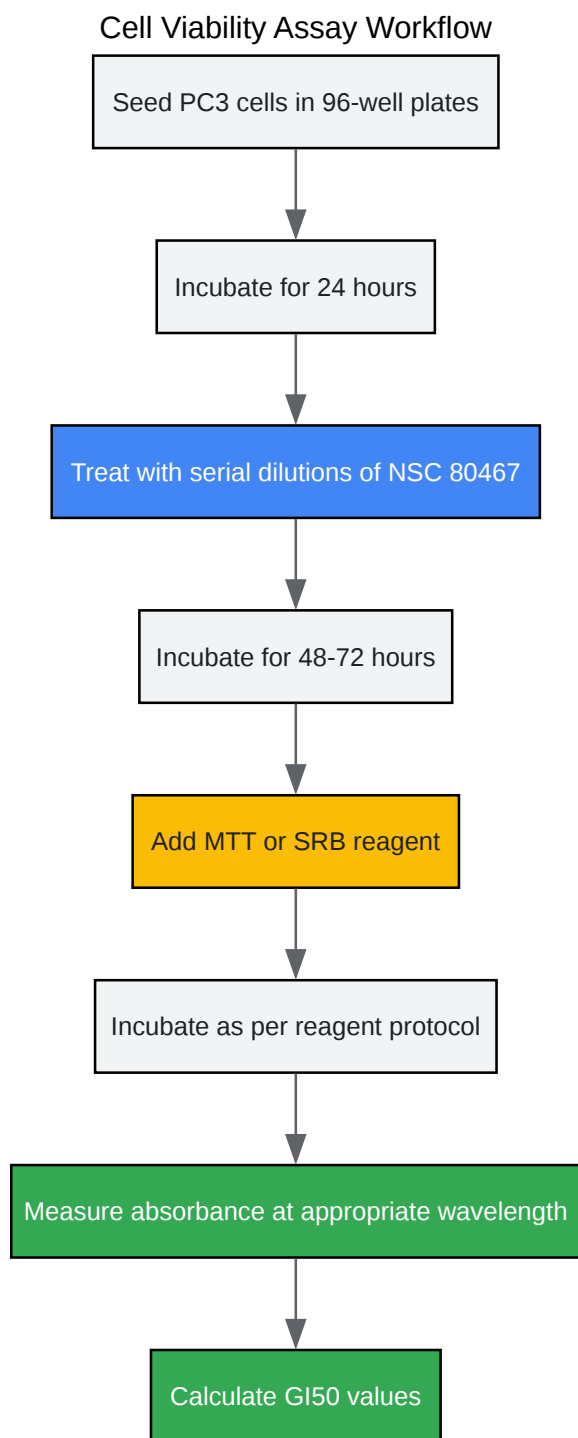 Cell Viability Assay Workflow
Seed PC3 cells in 96-well plates
Incubate for 24 hours
Treat with serial dilutions of NSC 80467
Incubate for 48-72 hours
Add MTT or SRB reagent
Incubate as per reagent protocol
Measure absorbance at appropriate wavelength
Calculate GI50 values